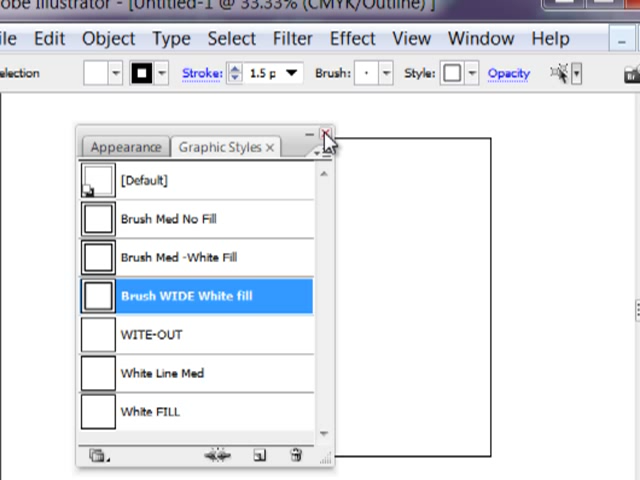 obe Illustrator - [Untitled-1 @ 33.33% (CMYK/Outline) ]
ile Edit Object Type Select Filter Effect View Window Help
election Stroke: 1.5 p Brush: Style: Opacity
Appearance Graphic Styles
[Default]
Brush Med No Fill
Brush Med -White Fill
Brush WIDE White fill
WITE-OUT
White Line Med
White FILL